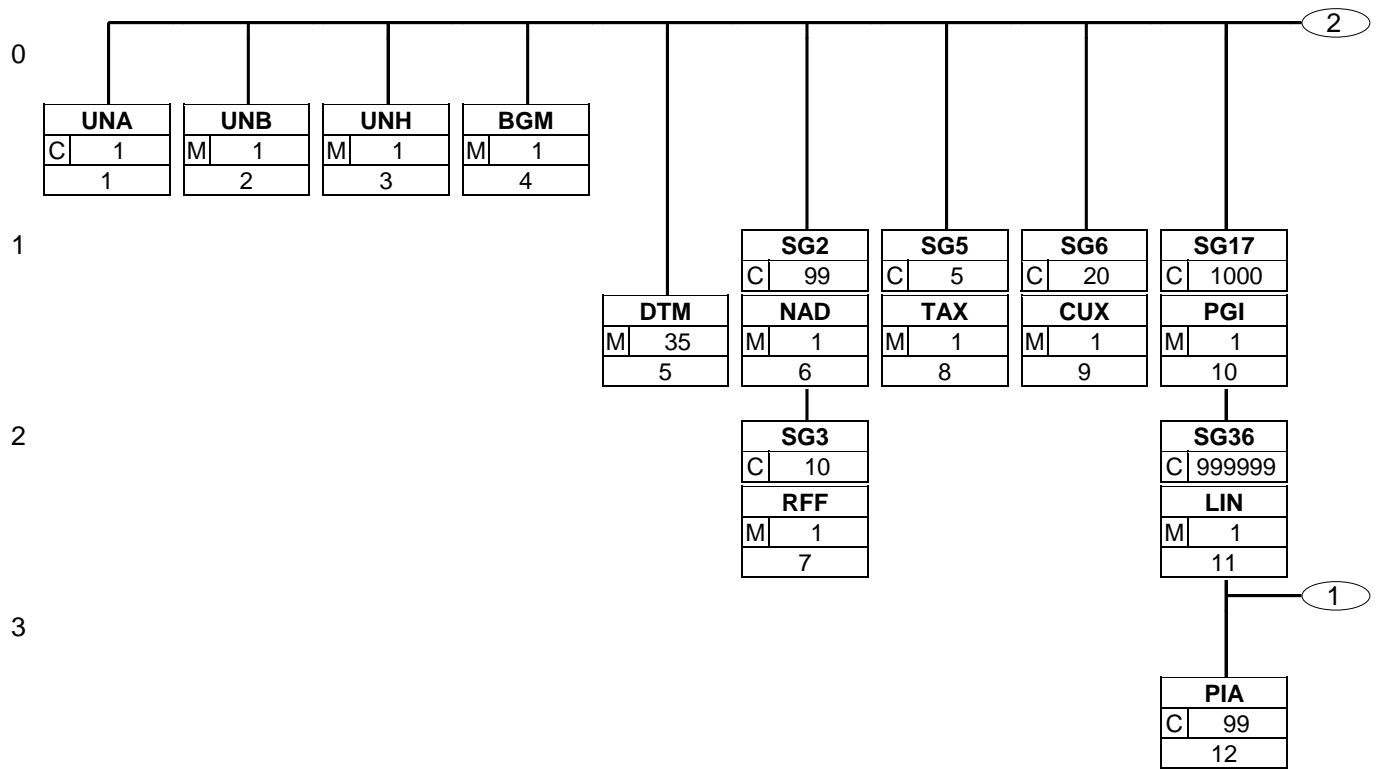 2
0
UNA UNB UNH BGM
C 1 M 1 M 1 M 1
1 2 3 4
1
SG2 SG5 SG6 SG17
C 99 C 5 C 20 C 1000
DTM NAD TAX CUX PGI
M 35 M 1 M 1 M 1 M 1
5 6 8 9 10
2
SG3 SG36
C 10 C 999999
RFF LIN
M 1 M 1
7 11
1
3
PIA
C 99
12